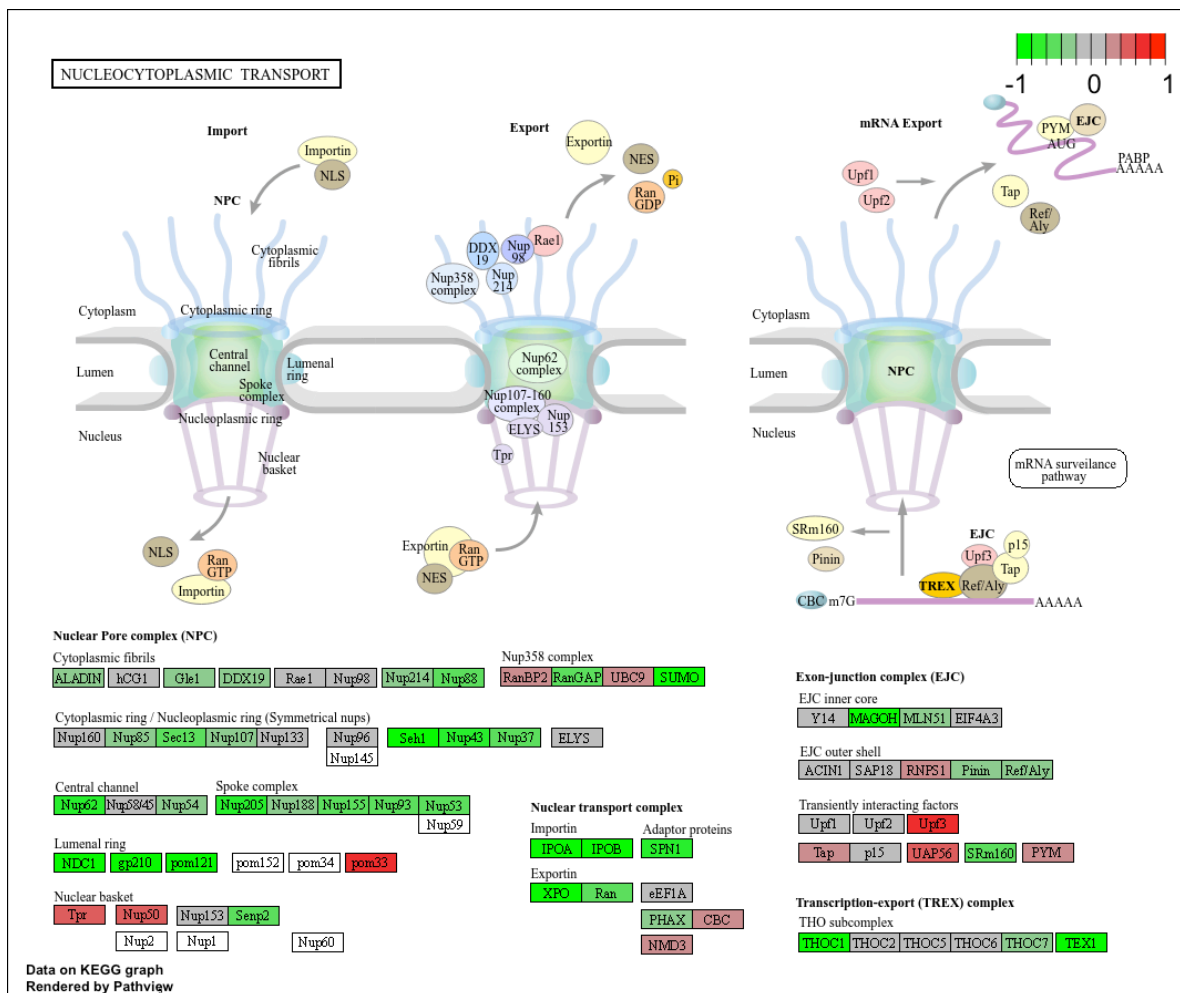 NUCLEOCYTOPLASMIC TRANSPORT
-1
0
1
Import
Importin
NLS
NPC
Cytoplasmic
fibrils
Cytoplasm
Cytoplasmic ring
Central
channel
Lumenal
ring
Lumen
Spoke
complex
Nucleoplasmic ring
Nucleus
Nuclear
basket
NLS
Ran
GTP
Importin
Export
Exportin
NES
Pi
Ran
GDP
DDX
19
Nup
98
Rae1
Nup358
complex
Nup
214
Nup62
complex
Nup107-160
complex
Nup
153
ELYS
Tpr
Exportin
Ran
GTP
NES
mRNA Export
PYM
EJC
AUG
PABP
AAAAA
Upf1
Upf2
Tap
Ref/
Aly
Cytoplasm
Lumen
NPC
Nucleus
mRNA surveilance
pathway
SRm160
Pinin
EJC
p15
Upf3
Tap
TREX
Ref/Aly
CBC
m7G
AAAAA
Nuclear Pore complex (NPC)
Cytoplasmic fibrils
ALADIN hCG1 Gle1 DDX19 Rae1 Nup98 Nup214 Nup88
Nup358 complex
RanBP2 RanGAP UBC9 SUMO
Cytoplasmic ring / Nucleoplasmic ring (Symmetrical nups)
Nup160 Nup85 Sec13 Nup107 Nup133 Nup96 Seh1 Nup43 Nup37 ELYS
Nup145
Central channel
Nup62 Nup58/45 Nup54
Spoke complex
Nup205 Nup188 Nup155 Nup93 Nup53
Nup59
Lumenal ring
NDC1 gp210 pom121 pom152 pom34 pom33
Nuclear basket
Tpr Nup50 Nup153 Senp2
Nup2 Nup1 Nup60
Nuclear transport complex
Importin
IPOA IPOB
Adaptor proteins
SPN1
Exportin
XPO Ran
eEF1A
PHAX CBC
NMD3
Exon-junction complex (EJC)
EJC inner core
Y14 MAGOH MLN51 EIF4A3
EJC outer shell
ACIN1 SAP18 RNPS1 Pinin Ref/Aly
Transiently interacting factors
Upf1 Upf2 Upf3
Tap p15 UAP56 SRm160 PYM
Transcription-export (TREX) complex
THO subcomplex
THOC1 THOC2 THOC5 THOC6 THOC7 TEX1
Data on KEGG graph
Rendered by Pathview